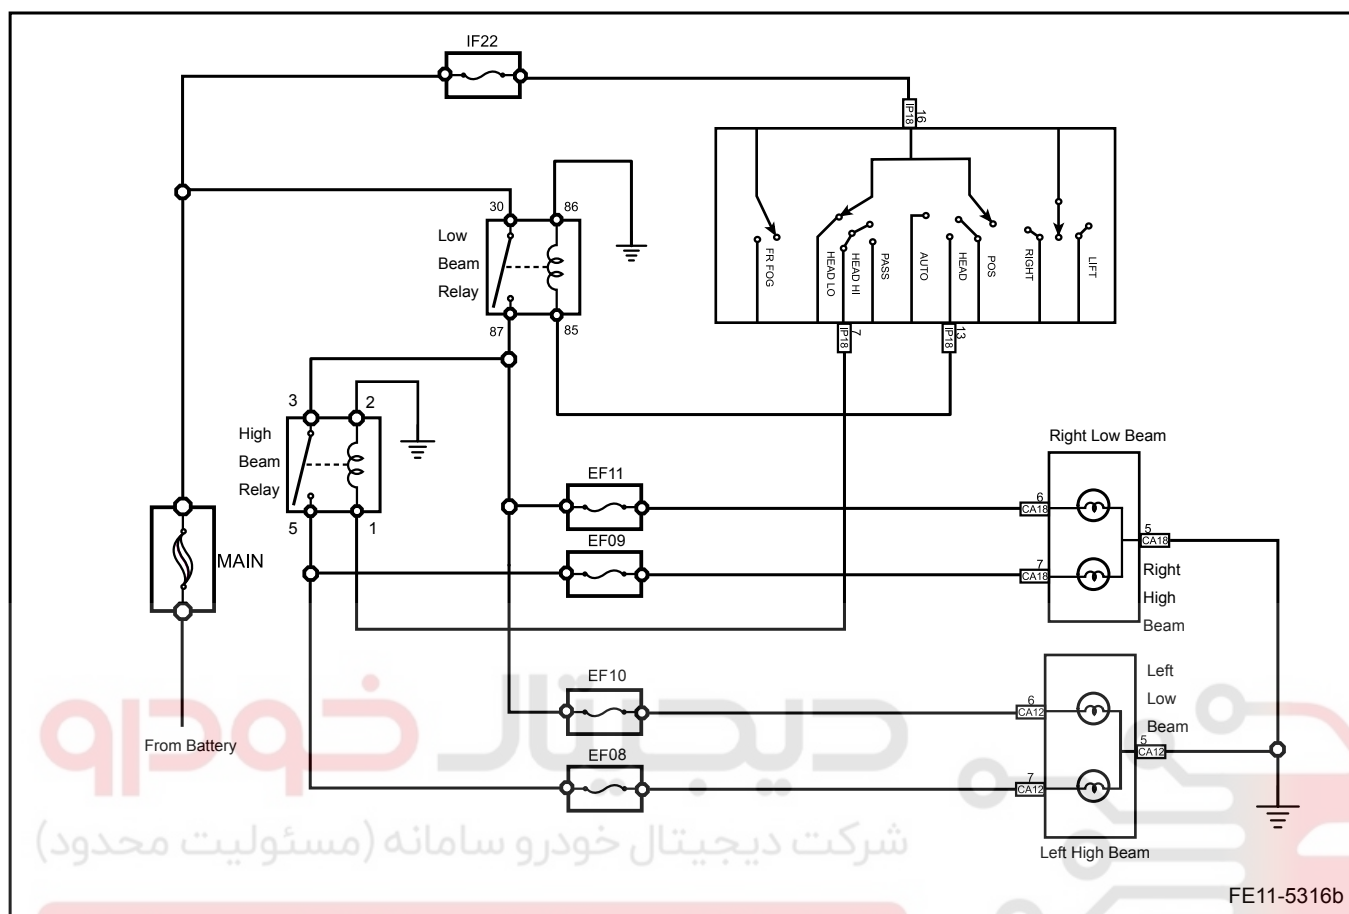 IF22
IP18
16
30
86
Low
Beam
Relay
87
85
FR FOG
HEAD LO
HEAD HI
PASS
AUTO
HEAD
POS
RIGHT
LIFT
IP18
7
IP18
13
3
2
High
Beam
Relay
5
1
MAIN
From Battery
EF11
EF09
EF10
EF08
Right Low Beam
6
CA18
7
CA18
5
CA18
Right
High
Beam
Left
Low
Beam
6
CA12
7
CA12
5
CA12
Left High Beam
دیجیتال خودرو
شرکت دیجیتال خودرو سامانه (مسئولیت محدود)
FE11-5316b